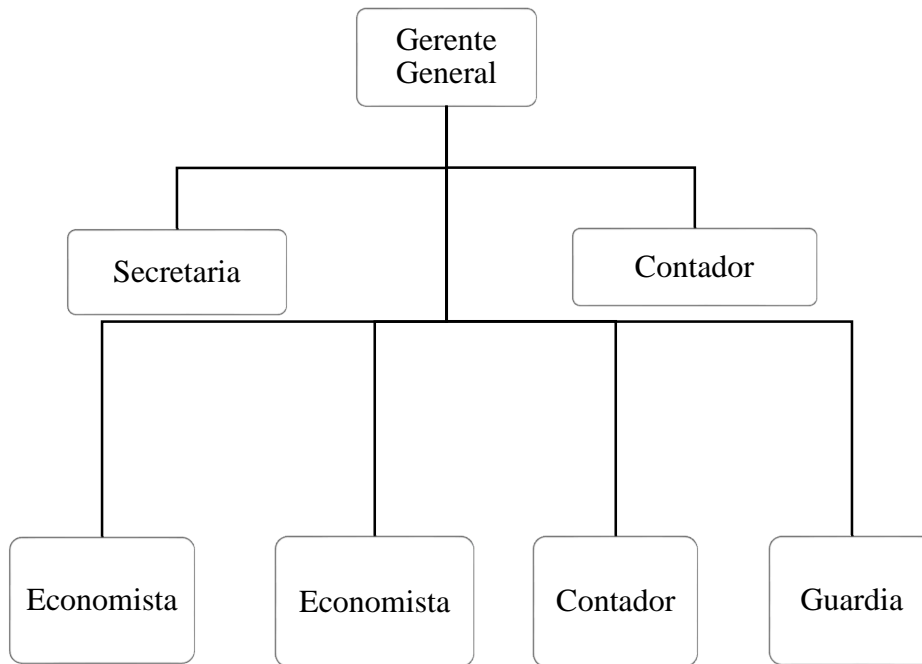 Gerente
General
Secretaria
Contador
Economista
Economista
Contador
Guardia